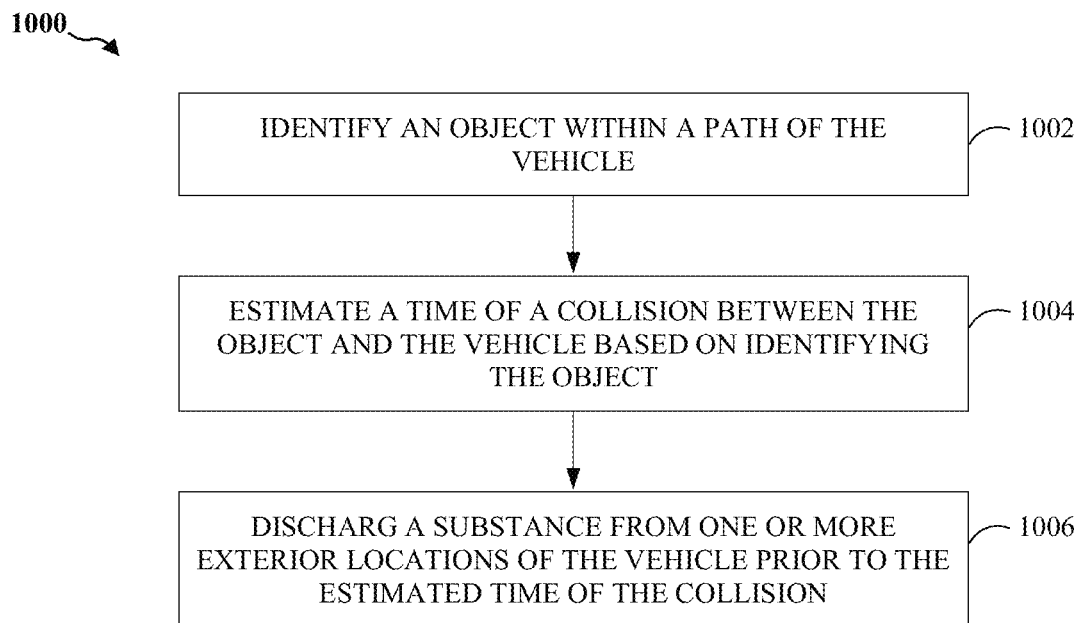 1000
IDENTIFY AN OBJECT WITHIN A PATH OF THE
VEHICLE
1002
ESTIMATE A TIME OF A COLLISION BETWEEN THE
OBJECT AND THE VEHICLE BASED ON IDENTIFYING
THE OBJECT
1004
DISCHARG A SUBSTANCE FROM ONE OR MORE
EXTERIOR LOCATIONS OF THE VEHICLE PRIOR TO THE
ESTIMATED TIME OF THE COLLISION
1006